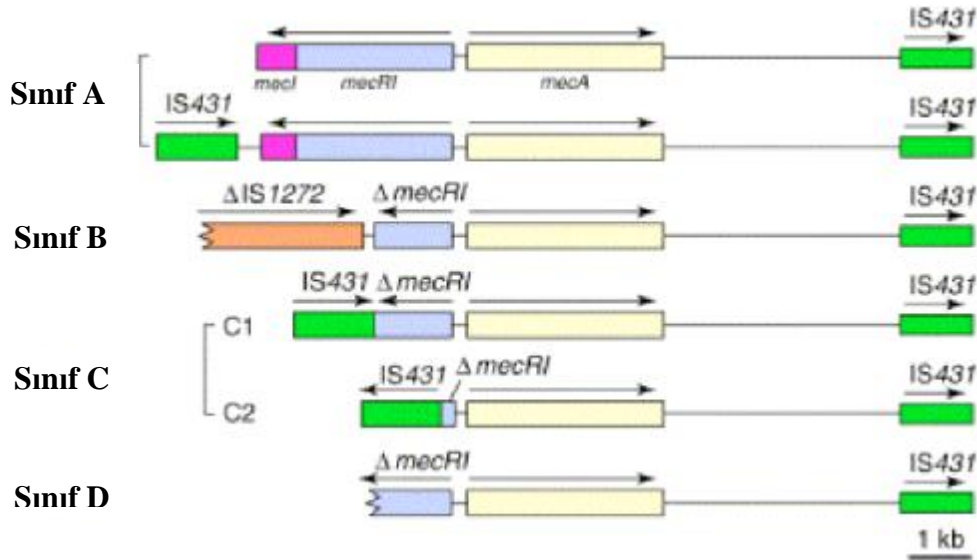 IS431
mecI mecRI mecA
Sınıf A
IS431 IS431
ΔIS1272 ΔmecRI IS431
Sınıf B
IS431 ΔmecRI IS431
C1
Sınıf C
IS431 ΔmecRI IS431
C2
ΔmecRI IS431
Sınıf D
1 kb